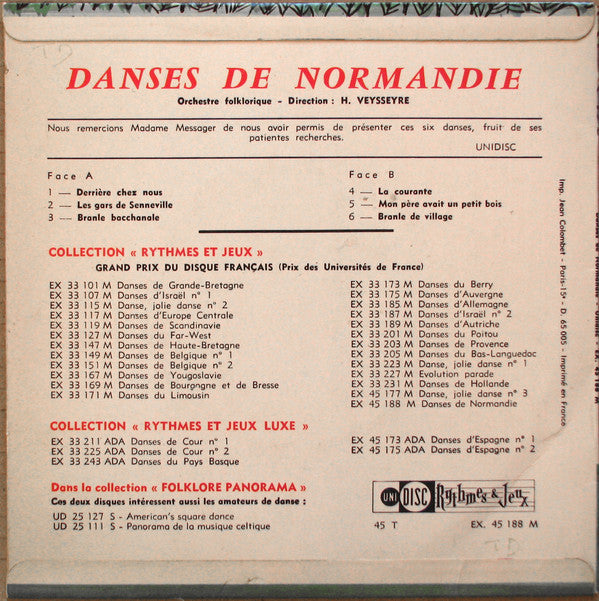 TD
DANSES DE NORMANDIE
Orchestre folklorique - Direction : H. VEYSSEYRE
Nous remercions Madame Messager de nous avoir permis de présenter ces six danses, fruit de ses
patientes recherches.
UNIDISC
Face A
1 — Derrière chez nous
2 — Les gars de Senneville
3 — Branle bacchanale
Face B
4 — La courante
5 — Mon père avait un petit bois
6 — Branle de village
COLLECTION « RYTHMES ET JEUX »
GRAND PRIX DU DISQUE FRANÇAIS (Prix des Universités de France)
EX 33 101 M Danses de Grande-Bretagne
EX 33 107 M Danses d'Israël n° 1
EX 33 115 M Danse, jolie danse n° 2
EX 33 117 M Danses d'Europe Centrale
EX 33 119 M Danses de Scandinavie
EX 33 127 M Danses du Far-West
EX 33 147 M Danses de Haute-Bretagne
EX 33 149 M Danses de Belgique n° 1
EX 33 151 M Danses de Belgique n° 2
EX 33 167 M Danses de Yougoslavie
EX 33 169 M Danses de Bourgngne et de Bresse
EX 33 171 M Danses du Limousin
EX 33 173 M Danses du Berry
EX 33 175 M Danses d'Auvergne
EX 33 185 M Danses d'Allemagne
EX 33 187 M Danses d'Israël n° 2
EX 33 189 M Danses d'Autriche
EX 33 201 M Danses du Poitou
EX 33 203 M Danses de Provence
EX 33 205 M Danses du Bas-Languedoc
EX 33 223 M Danse, jolie danse n° 1
EX 33 227 M Evolution parade
EX 33 231 M Danses de Hollande
EX 45 177 M Danse, jolie danse n° 3
EX 45 188 M Danses de Normandie
COLLECTION « RYTHMES ET JEUX LUXE »
EX 33 211 ADA Danses de Cour n° 1
EX 33 225 ADA Danses de Cour n° 2
EX 33 243 ADA Danses du Pays Basque
EX 45 173 ADA Danses d'Espagne n° 1
EX 45 175 ADA Danses d'Espagne n° 2
Dans la collection « FOLKLORE PANORAMA »
Ces deux disques intéressent aussi les amateurs de danse :
UD 25 127 S - American's square dance
UD 25 111 S - Panorama de la musique celtique
UNI DISC Rythmes & Jeux
45 T EX. 45 188 M
TD
Imp. Jean Colombet - Paris-15e - D. 65 005 - Imprimé en France